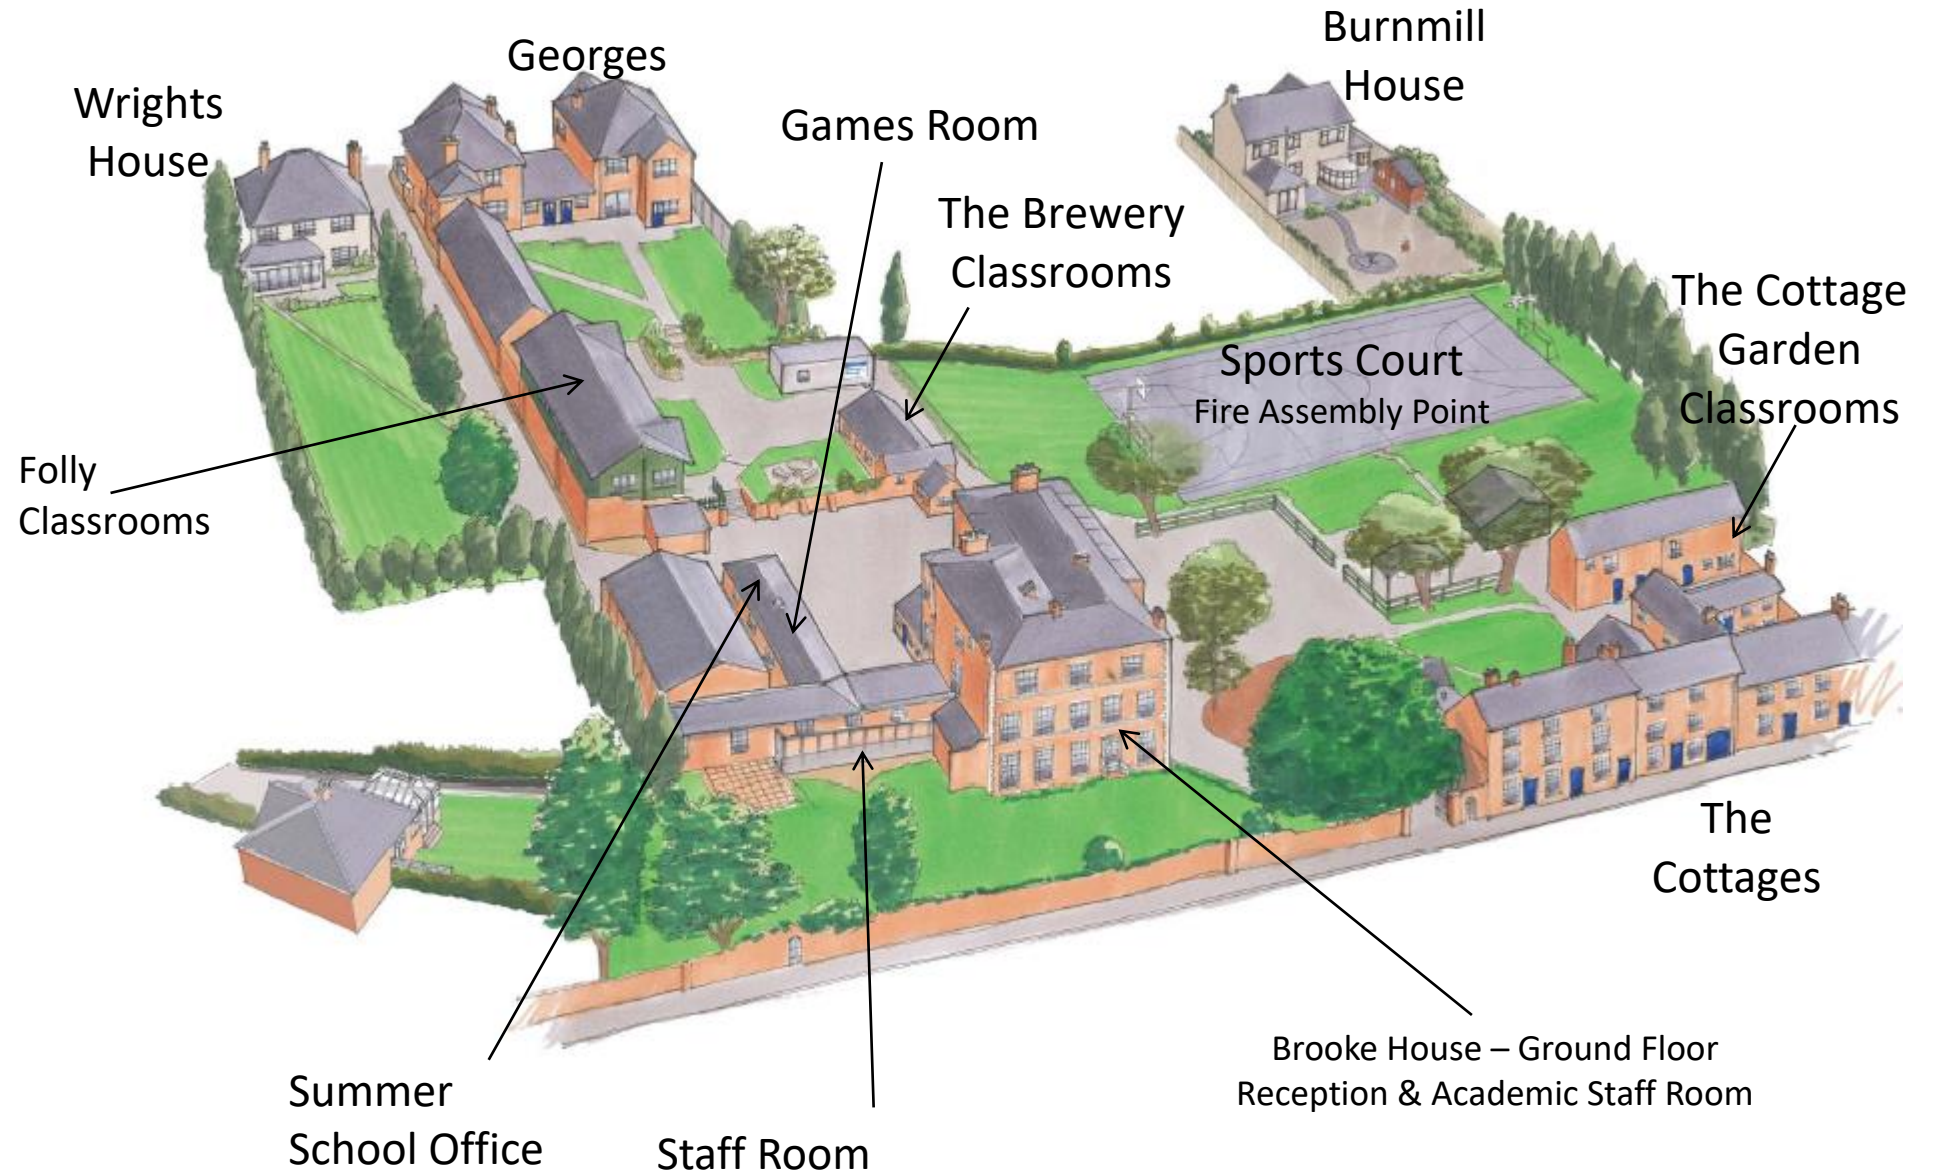 Georges
Wrights
House
Burnmill
House
Games Room
The Brewery
Classrooms
The Cottage
Garden
Classrooms
Sports Court
Fire Assembly Point
Folly
Classrooms
The
Cottages
Brooke House – Ground Floor
Reception & Academic Staff Room
Summer
School Office
Staff Room